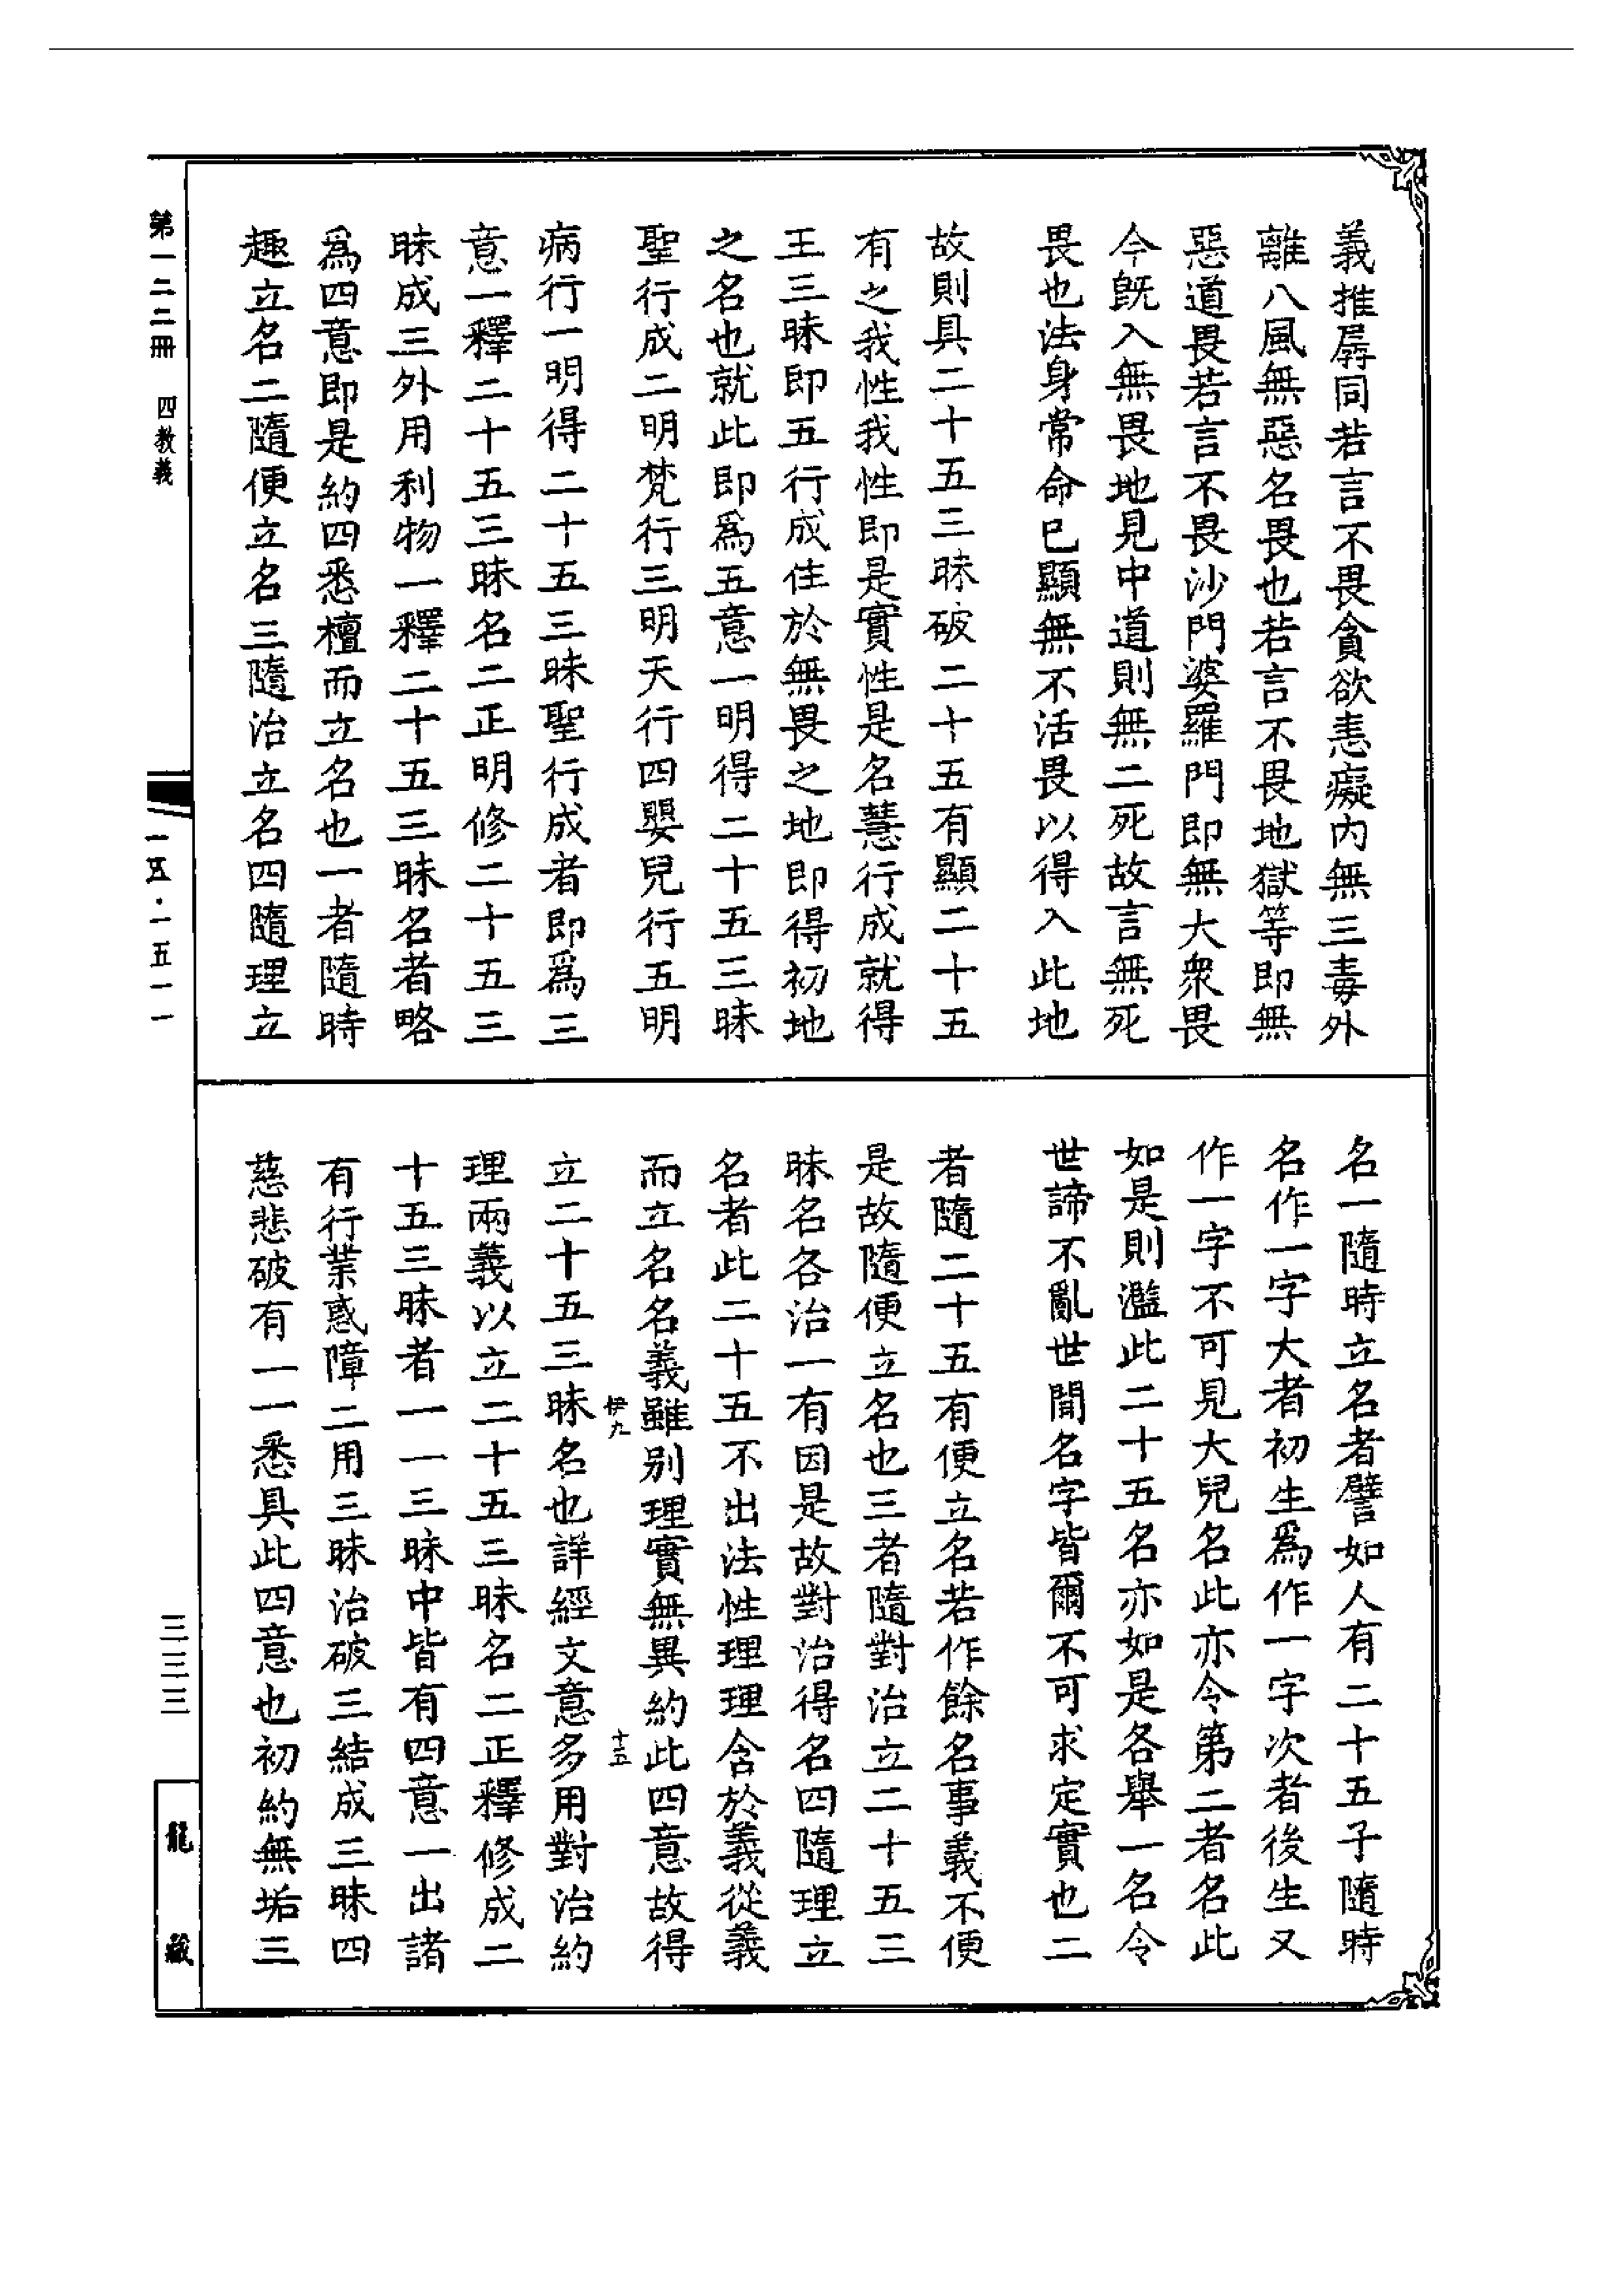 義推孱同若言不畏貪欲恚癡内無三毒外
離八風無惡名畏也若言不畏地獄等即無
惡道畏若言不畏沙門婆羅門即無大衆畏
今旣入無畏地見中道則無二死故言無死
畏也法身常命已顯無不活畏以得入此地
故則具二十五三昧破二十五有顯二十五
有之我性我性即是實性是名慧行成就得
王三昧即五行成住於無畏之地即得初地
之名也就此即爲五意一明得二十五三昧
聖行成二明梵行三明天行四嬰兒行五明
病行一明得二十五三昧聖行成者即爲三
意一釋二十五三昧名二正明修二十五三
昧成三外用利物一釋二十五三昧名者略
爲四意即是約四悉檀而立名也一者隨時
趣立名二隨便立名三隨治立名四隨理立
名一隨時立名者譬如人有二十五子隨時
名作一字大者初生爲作一字次者後生又
作一字不可見大兒名此亦令第二者名此
如是則濫此二十五名亦如是各舉一名令
世諦不亂世間名字皆爾不可求定實也二
者隨二十五有便立名若作餘名事義不便
是故隨便立名也三者隨對治立二十五三
昧名各治一有因是故對治得名四隨理立
名者此二十五不出法性理理含於義從義
而立名名義雖別理實無異約此四意故得
伊九 十五
立二十五三昧名也詳經文意多用對治約
理兩義以立二十五三昧名二正釋修成二
十五三昧者一一三昧中皆有四意一出諸
有行業惑障二用三昧治破三結成三昧四
慈悲破有一一悉具此四意也初約無垢三
第一二二冊 四教義
一五·一五一一
三三三
龍藏